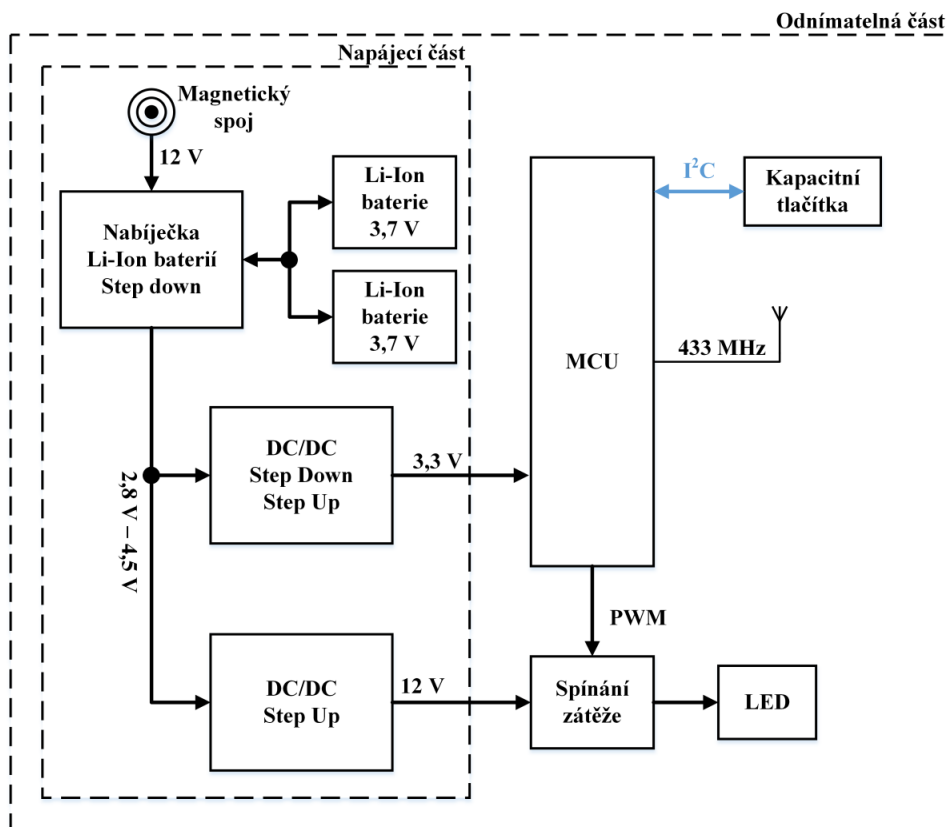 Odnímatelná část
Napájecí část
Magnetický
spoj
12 V
Nabíječka
Li-Ion baterií
Step down
Li-Ion
baterie
3,7 V
Li-Ion
baterie
3,7 V
MCU
I²C
Kapacitní
tlačítka
433 MHz
2,8 V – 4,5 V
DC/DC
Step Down
Step Up
3,3 V
DC/DC
Step Up
12 V
PWM
Spínání
zátěže
LED